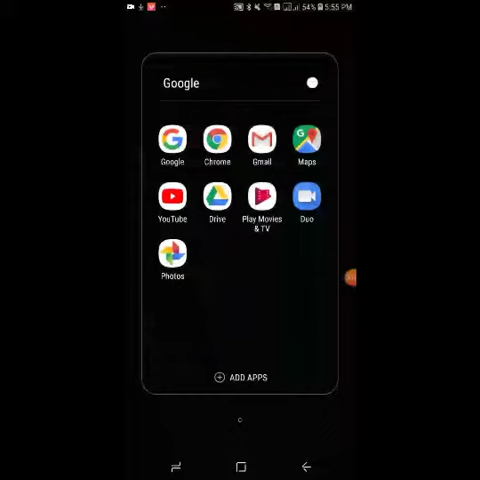 54% 5:55 PM
Google
Google Chrome Gmail Maps
YouTube Drive Play Movies & TV Duo
Photos
ADD APPS